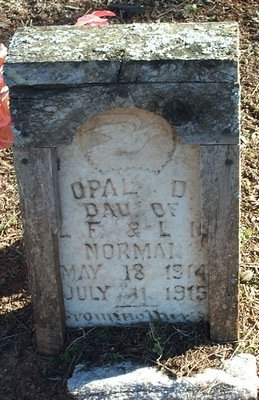 OPAL D
DAU OF
L F & L
NORMAN
MAY 18 1914
JULY 11 1915